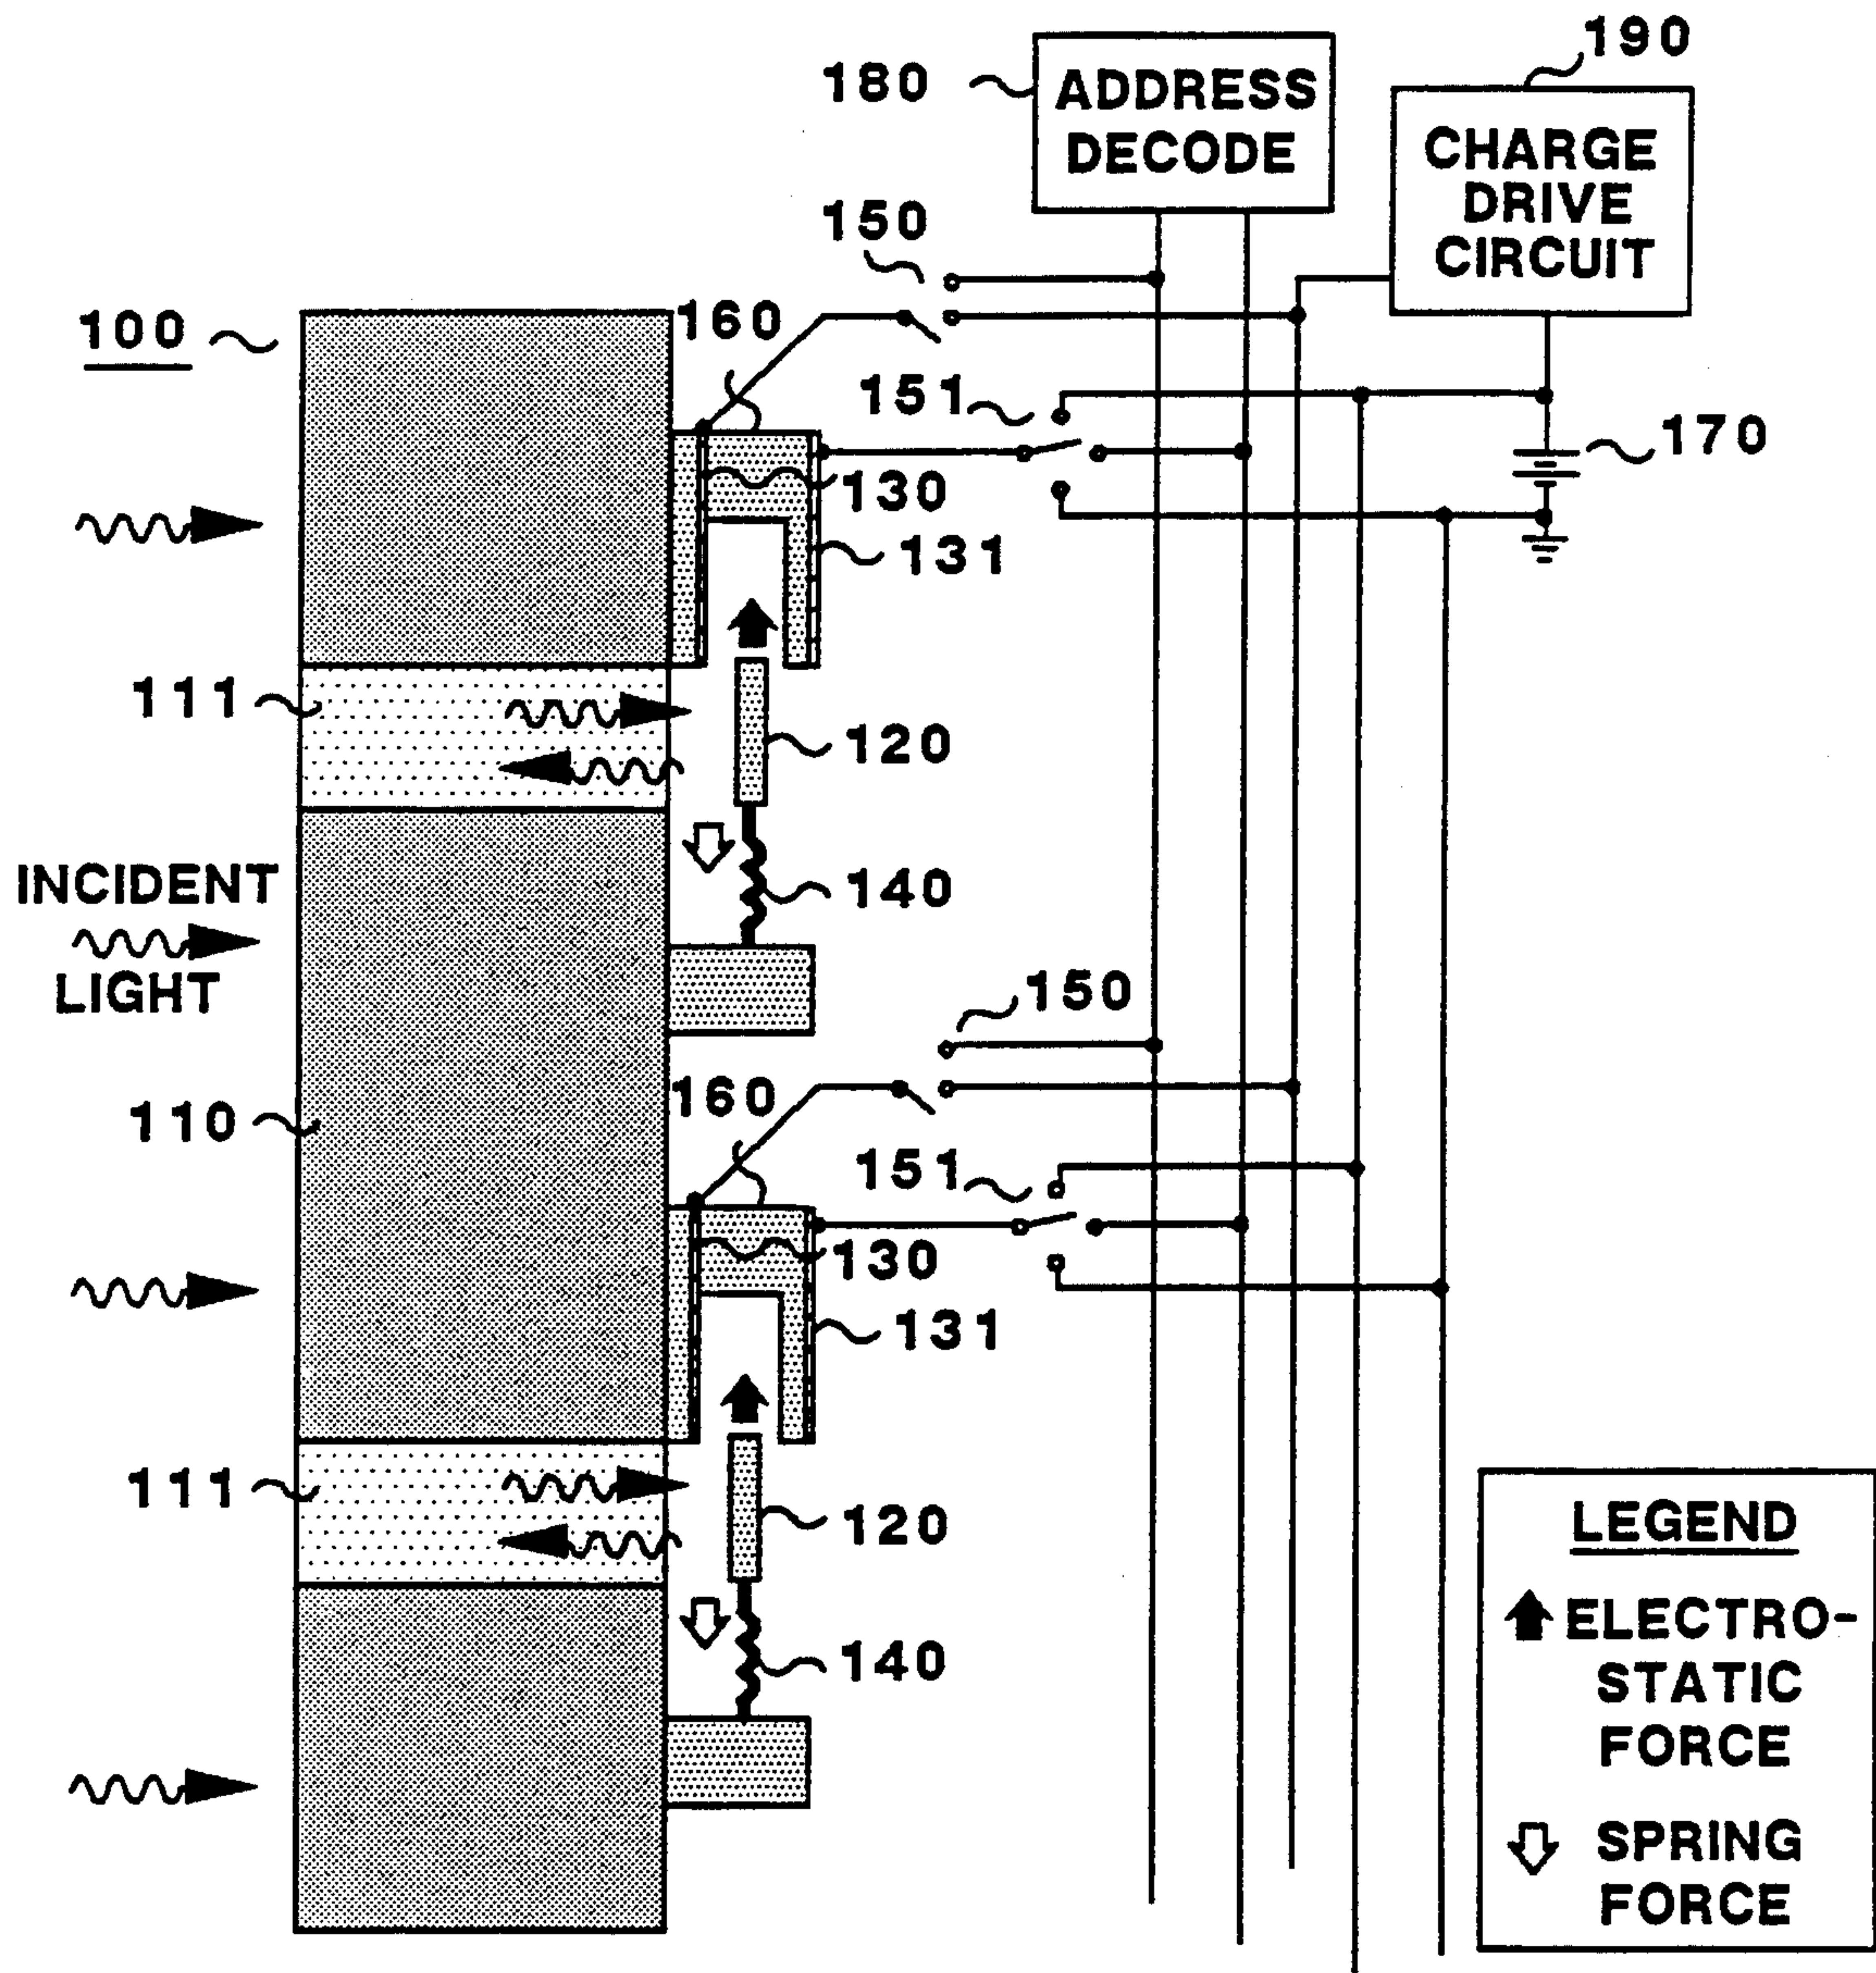 190
180
ADDRESS
DECODE
CHARGE
DRIVE
CIRCUIT
150
160
100
151
170
130
131
111
120
140
INCIDENT
LIGHT
150
160
110
151
130
131
111
120
140
LEGEND
ELECTRO-
STATIC
FORCE
SPRING
FORCE